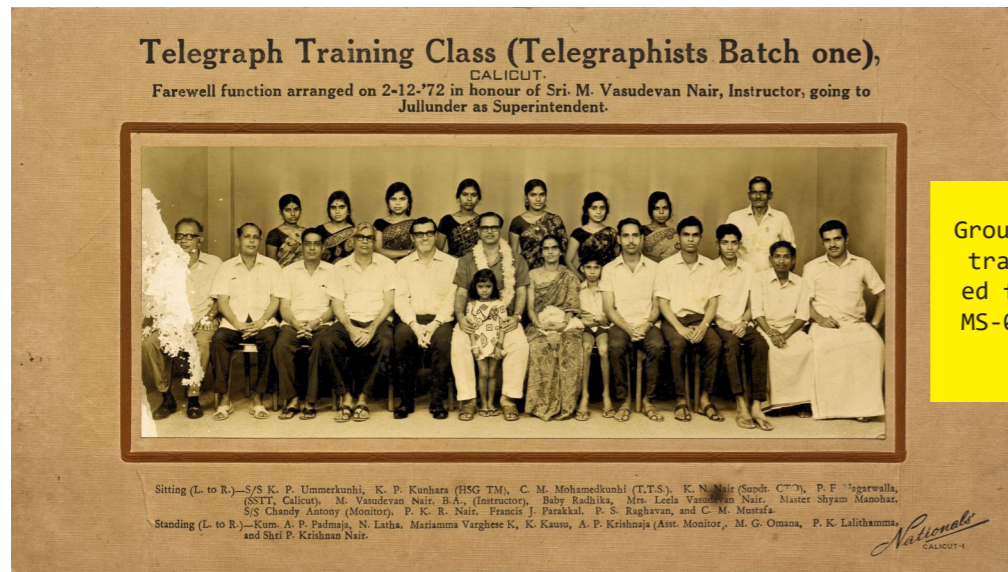 Telegraph Training Class (Telegraphists Batch one),
CALICUT.
Farewell function arranged on 2-12-'72 in honour of Sri. M. Vasudevan Nair, Instructor, going to
Jullunder as Superintendent.
Sitting (L. to R.)—S/S K. P. Ummerkunhi, K. P. Kunhara (HSG TM), C. M. Mohamedkunhi (T.T.S.). K. N. Nair (Supdt. CTO), P. F
(SSTT, Calicut). M. Vasudevan Nair. B.A., (Instructor), Baby Radhika, Mrs. Leela Vasudevan Nair. Master Shyam Manohar.
S/S Chandy Antony (Monitor). P. K. R. Nair. Francis J. Parakkal. P. S. Raghavan, and C. M. Mustafa.
Standing (L. to R.)—Kum. A. P. Padmaja, N. Latha. Mariamma Varghese K, K. Kausu, A. P. Krishnaja (Asst. Monitor,. M. G. Omana, P. K. Lalithamma,
and Shri P. Krishnan Nair.
Nationals
CALICUT-1
Grou
tra
ed
MS-